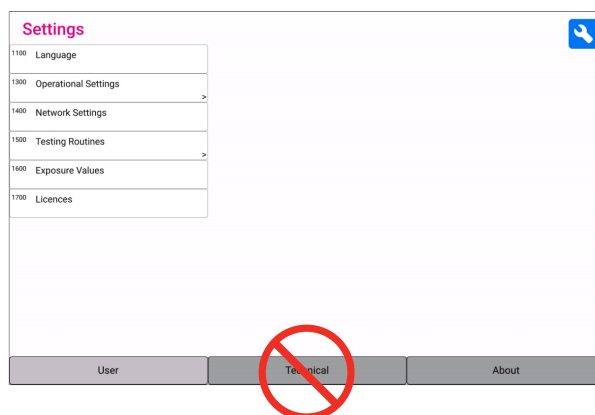 Settings
1100 Language
1300 Operational Settings
>
1400 Network Settings
1500 Testing Routines
>
1600 Exposure Values
1700 Licences
User Technical About